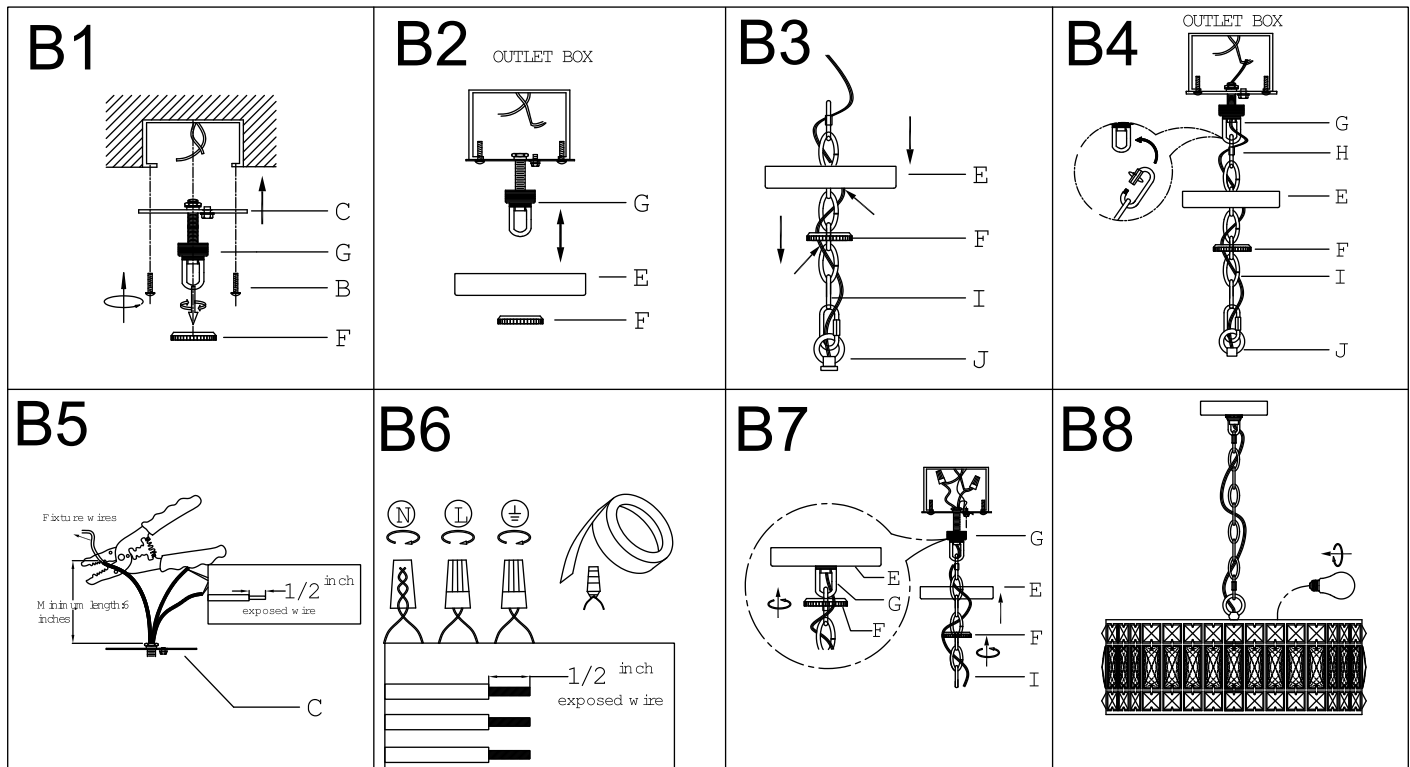 B1
C
G
B
F
B2
OUTLET BOX
G
E
F
B3
E
F
I
J
B4
OUTLET BOX
G
H
E
F
I
J
B5
Fixture wires
Minimum length:6
inches
1/2 inch
exposed wire
C
B6
N
L
1/2 inch
exposed wire
B7
G
E
E
G
F
F
I
B8